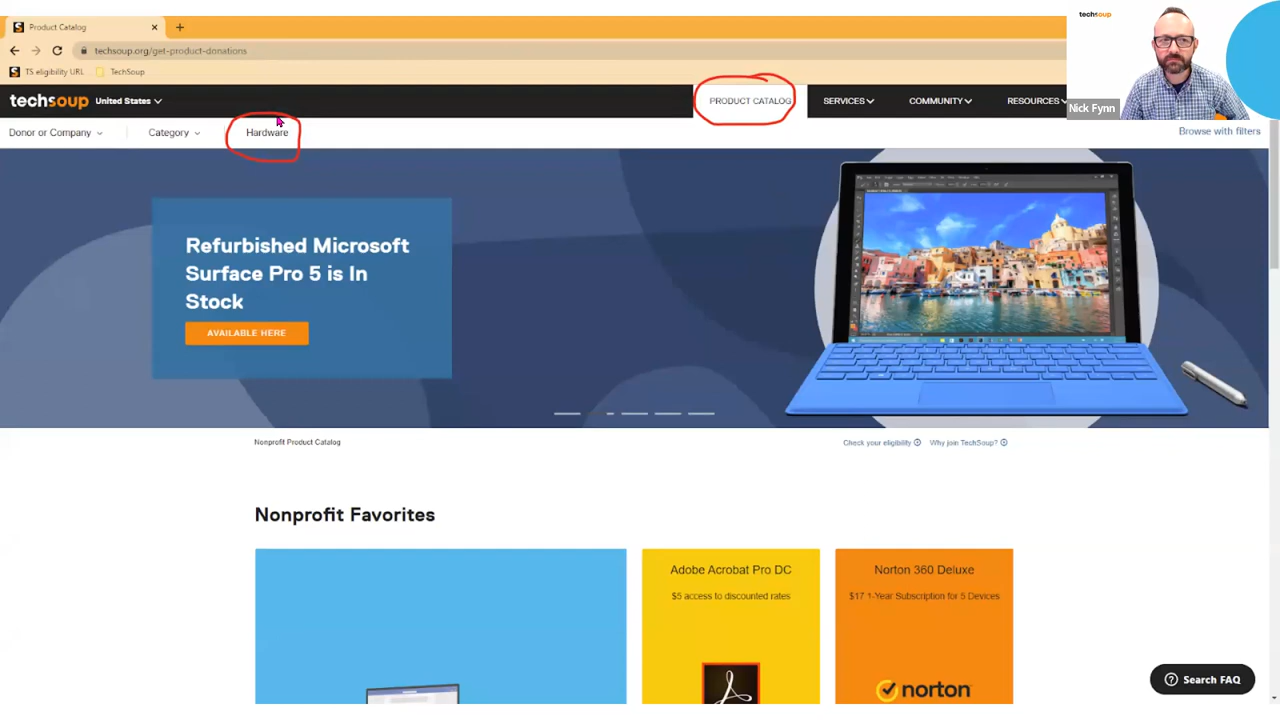 Product Catalog
techsoup
techsoup.org/get-product-donations
TS eligibility URL
TechSoup
techsoup
United States
PRODUCT CATALOG
SERVICES
COMMUNITY
RESOURCES
Nick Fynn
Donor or Company
Category
Hardware
Browse with filters
Refurbished Microsoft
Surface Pro 5 is In
Stock
AVAILABLE HERE
Nonprofit Product Catalog
Check your eligibility
Why join TechSoup?
Nonprofit Favorites
Adobe Acrobat Pro DC
$5 access to discounted rates
Norton 360 Deluxe
$17 1-Year Subscription for 5 Devices
norton
Search FAQ